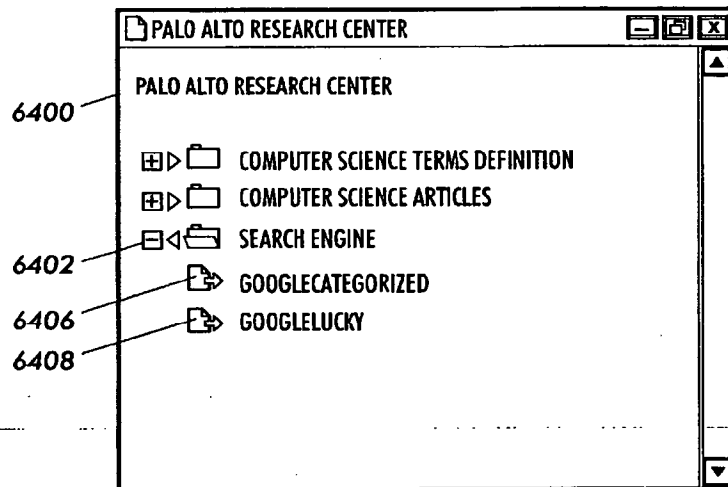 PALO ALTO RESEARCH CENTER
PALO ALTO RESEARCH CENTER
6400
COMPUTER SCIENCE TERMS DEFINITION
COMPUTER SCIENCE ARTICLES
SEARCH ENGINE
6402
GOOGLECATEGORIZED
6406
GOOGLELUCKY
6408